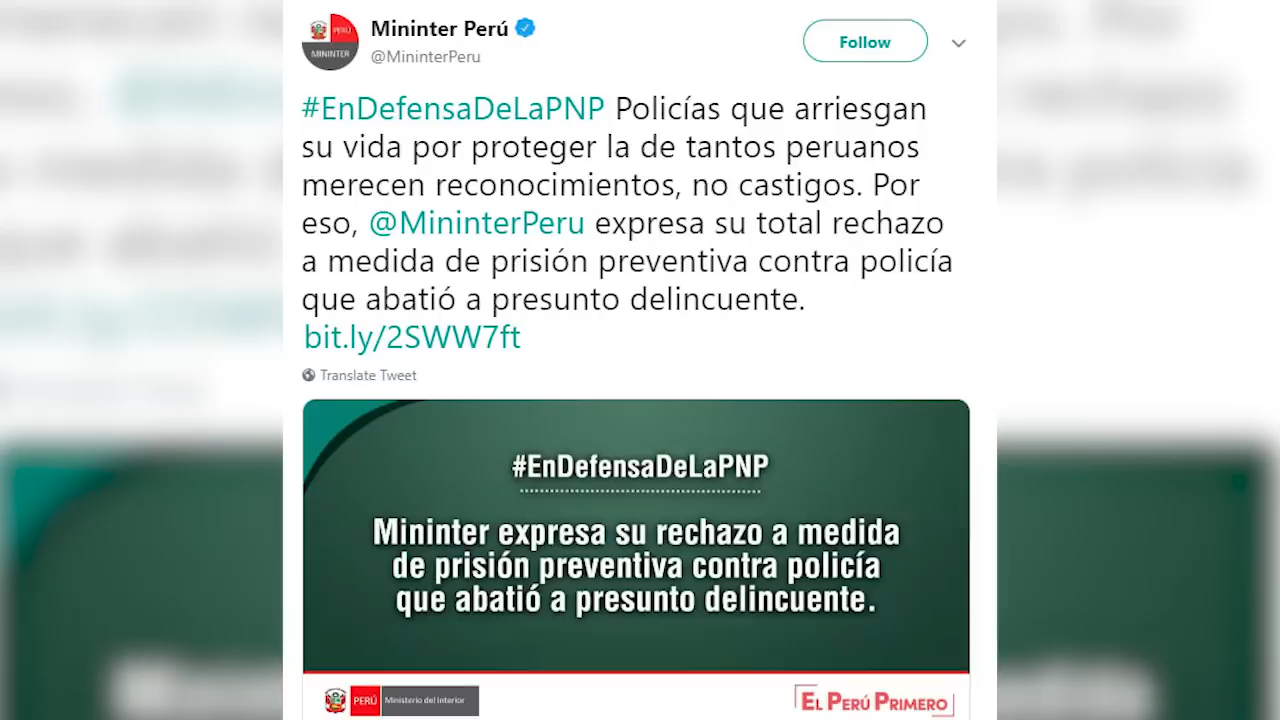 PERÚ
MININTER
Mininter Perú
@MininterPeru
Follow
#EnDefensaDeLaPNP Policías que arriesgan
su vida por proteger la de tantos peruanos
merecen reconocimientos, no castigos. Por
eso, @MininterPeru expresa su total rechazo
a medida de prisión preventiva contra policía
que abatió a presunto delincuente.
bit.ly/2SWW7ft
Translate Tweet
#EnDefensaDeLaPNP
Mininter expresa su rechazo a medida
de prisión preventiva contra policía
que abatió a presunto delincuente.
PERÚ Ministerio del Interior
EL PERÚ PRIMERO